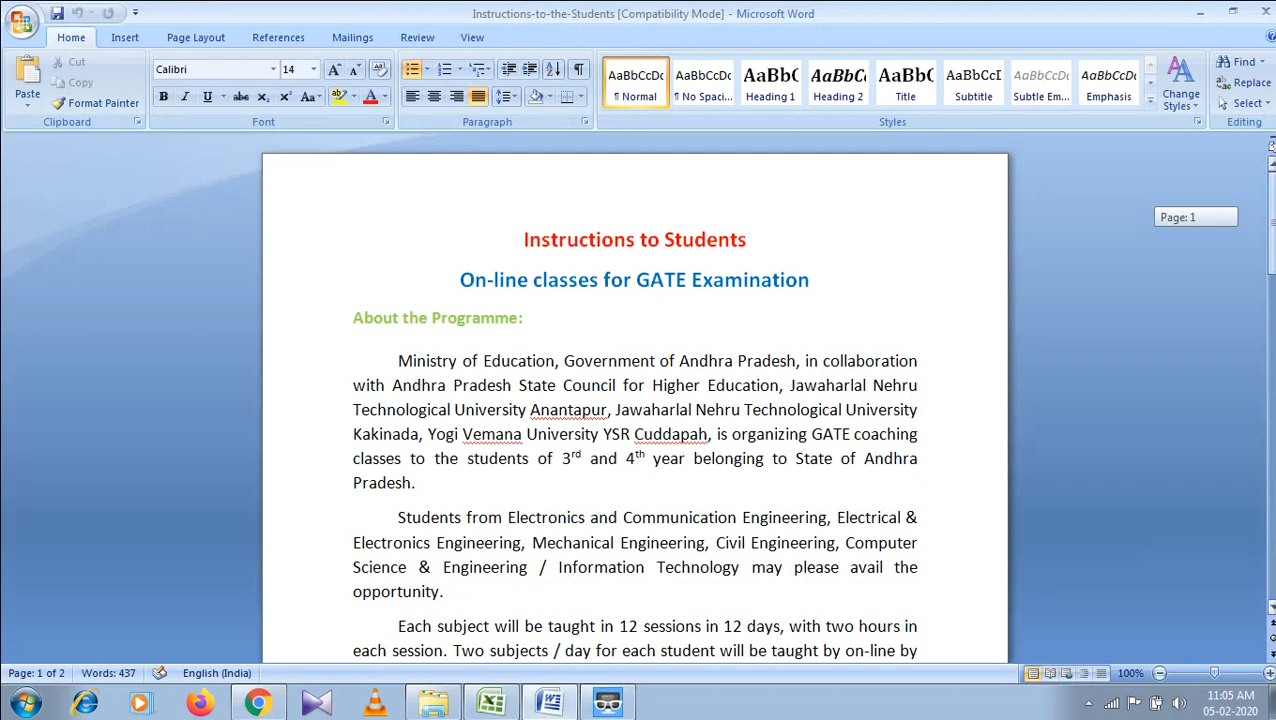 Instructions-to-the-Students [Compatibility Mode] - Microsoft Word
Home Insert Page Layout References Mailings Review View
Paste
Cut
Copy
Format Painter
Clipboard
Calibri 14
B I U abc x₂ x² Aa
Font
Paragraph
AaBbCcDc AaBbCcDc AaBbC AaBbCc AaBbC AaBbCcI AaBbCcDc AaBbCcDc
¶ Normal ¶ No Spaci... Heading 1 Heading 2 Title Subtitle Subtle Em... Emphasis
Styles
Change Styles
Find
Replace
Select
Editing
Page: 1
Instructions to Students
On-line classes for GATE Examination
About the Programme:
Ministry of Education, Government of Andhra Pradesh, in collaboration
with Andhra Pradesh State Council for Higher Education, Jawaharlal Nehru
Technological University Anantapur, Jawaharlal Nehru Technological University
Kakinada, Yogi Vemana University YSR Cuddapah, is organizing GATE coaching
classes to the students of 3rd and 4th year belonging to State of Andhra
Pradesh.
Students from Electronics and Communication Engineering, Electrical &
Electronics Engineering, Mechanical Engineering, Civil Engineering, Computer
Science & Engineering / Information Technology may please avail the
opportunity.
Each subject will be taught in 12 sessions in 12 days, with two hours in
each session. Two subjects / day for each student will be taught by on-line by
Page: 1 of 2 Words: 437 English (India) 100%
11:05 AM
05-02-2020